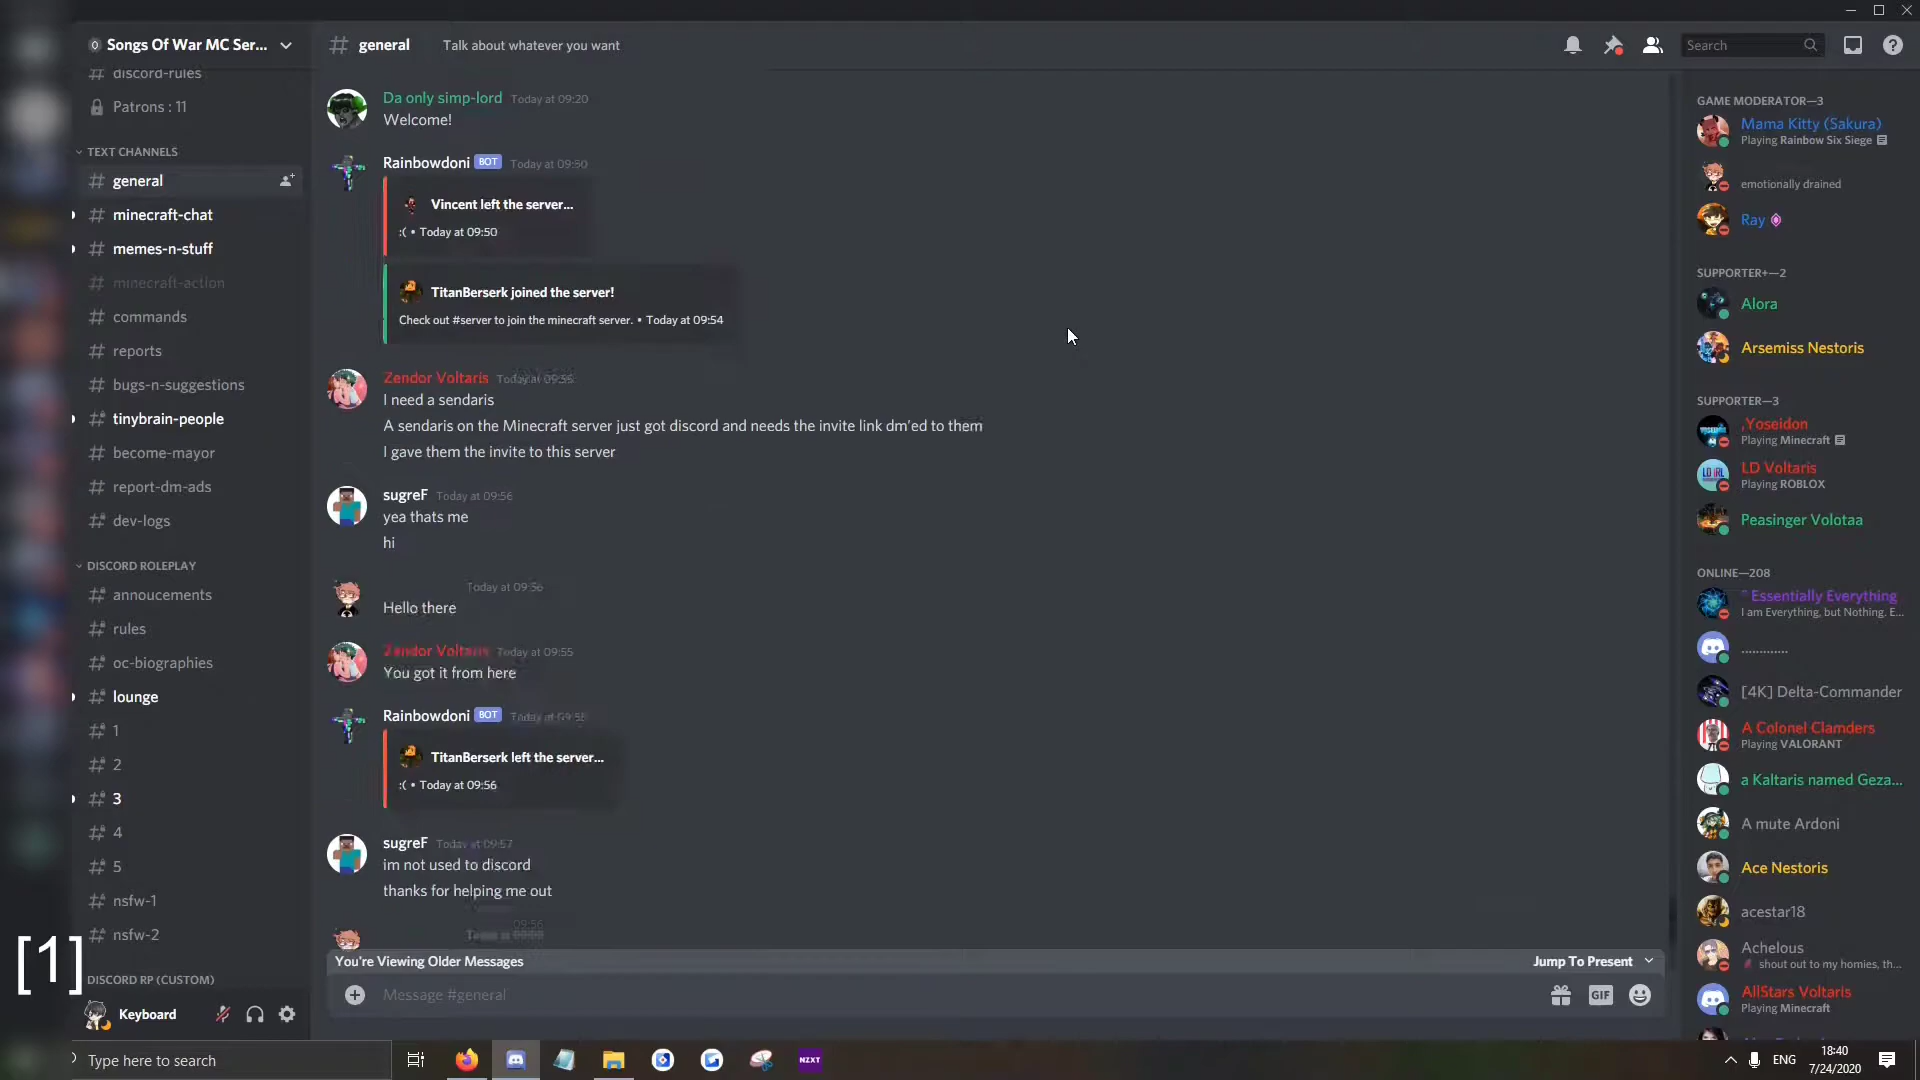 Songs Of War MC Ser...
discord-rules
Patrons : 11
TEXT CHANNELS
general
minecraft-chat
memes-n-stuff
minecraft-action
commands
reports
bugs-n-suggestions
tinybrain-people
become-mayor
report-dm-ads
dev-logs
DISCORD ROLEPLAY
annoucements
rules
oc-biographies
lounge
1
2
3
4
5
nsfw-1
nsfw-2
[1]
DISCORD RP (CUSTOM)
Keyboard
general
Talk about whatever you want
Search
Da only simp-lord Today at 09:20
Welcome!
Rainbowdoni BOT Today at 09:50
Vincent left the server...
:( • Today at 09:50
TitanBerserk joined the server!
Check out #server to join the minecraft server. • Today at 09:54
Zendor Voltaris Today at
I need a sendaris
A sendaris on the Minecraft server just got discord and needs the invite link dm'ed to them
I gave them the invite to this server
sugreF Today at 09:56
yea thats me
hi
Today at 09:56
Hello there
Zendor Voltaris Today at
You got it from here
Rainbowdoni BOT Today at
TitanBerserk left the server...
:( • Today at 09:56
sugreF Today at 09:57
im not used to discord
thanks for helping me out
You're Viewing Older Messages
Jump To Present
Message #general
GIF
GAME MODERATOR—3
Mama Kitty (Sakura)
Playing Rainbow Six Siege
emotionally drained
Ray
SUPPORTER+—2
Alora
Arsemiss Nestoris
SUPPORTER—3
,Yoseidon
Playing Minecraft
LD Voltaris
Playing ROBLOX
Peasinger Volotaa
ONLINE—208
" Essentially Everything
I am Everything, but Nothing. E...
.............
[4K] Delta-Commander
A Colonel Clamders
Playing VALORANT
a Kaltaris named Geza...
A mute Ardoni
Ace Nestoris
acestar18
Achelous
shout out to my homies, th...
AllStars Voltaris
Playing Minecraft
Type here to search
NZXT
ENG
18:40
7/24/2020